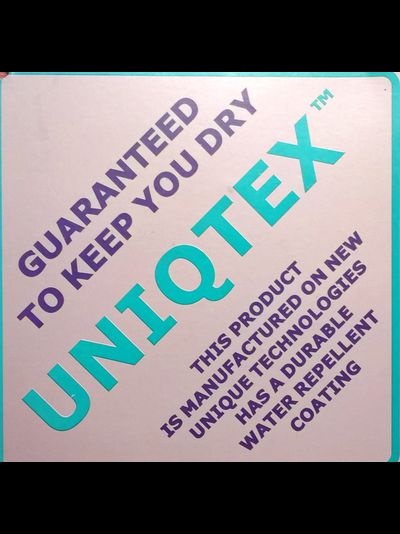 GUARANTEED
TO KEEP YOU DRY
UNIQTEX™
THIS PRODUCT
IS MANUFACTURED ON NEW
UNIQUE TECHNOLOGIES
HAS A DURABLE
WATER REPELLENT
COATING